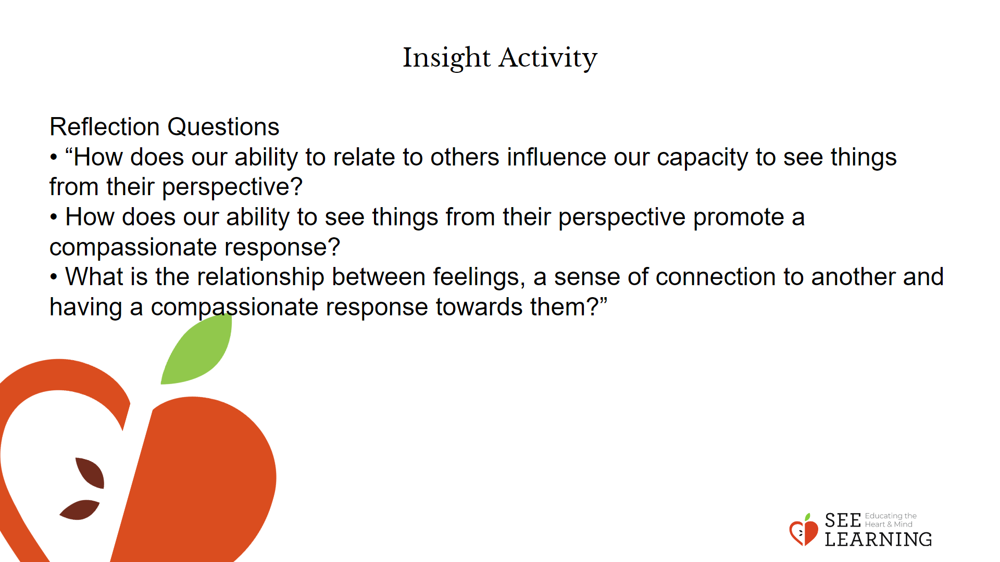 Insight Activity
Reflection Questions
• “How does our ability to relate to others influence our capacity to see things
from their perspective?
• How does our ability to see things from their perspective promote a
compassionate response?
• What is the relationship between feelings, a sense of connection to another and
having a compassionate response towards them?”
SEE Educating the
Heart & Mind
LEARNING